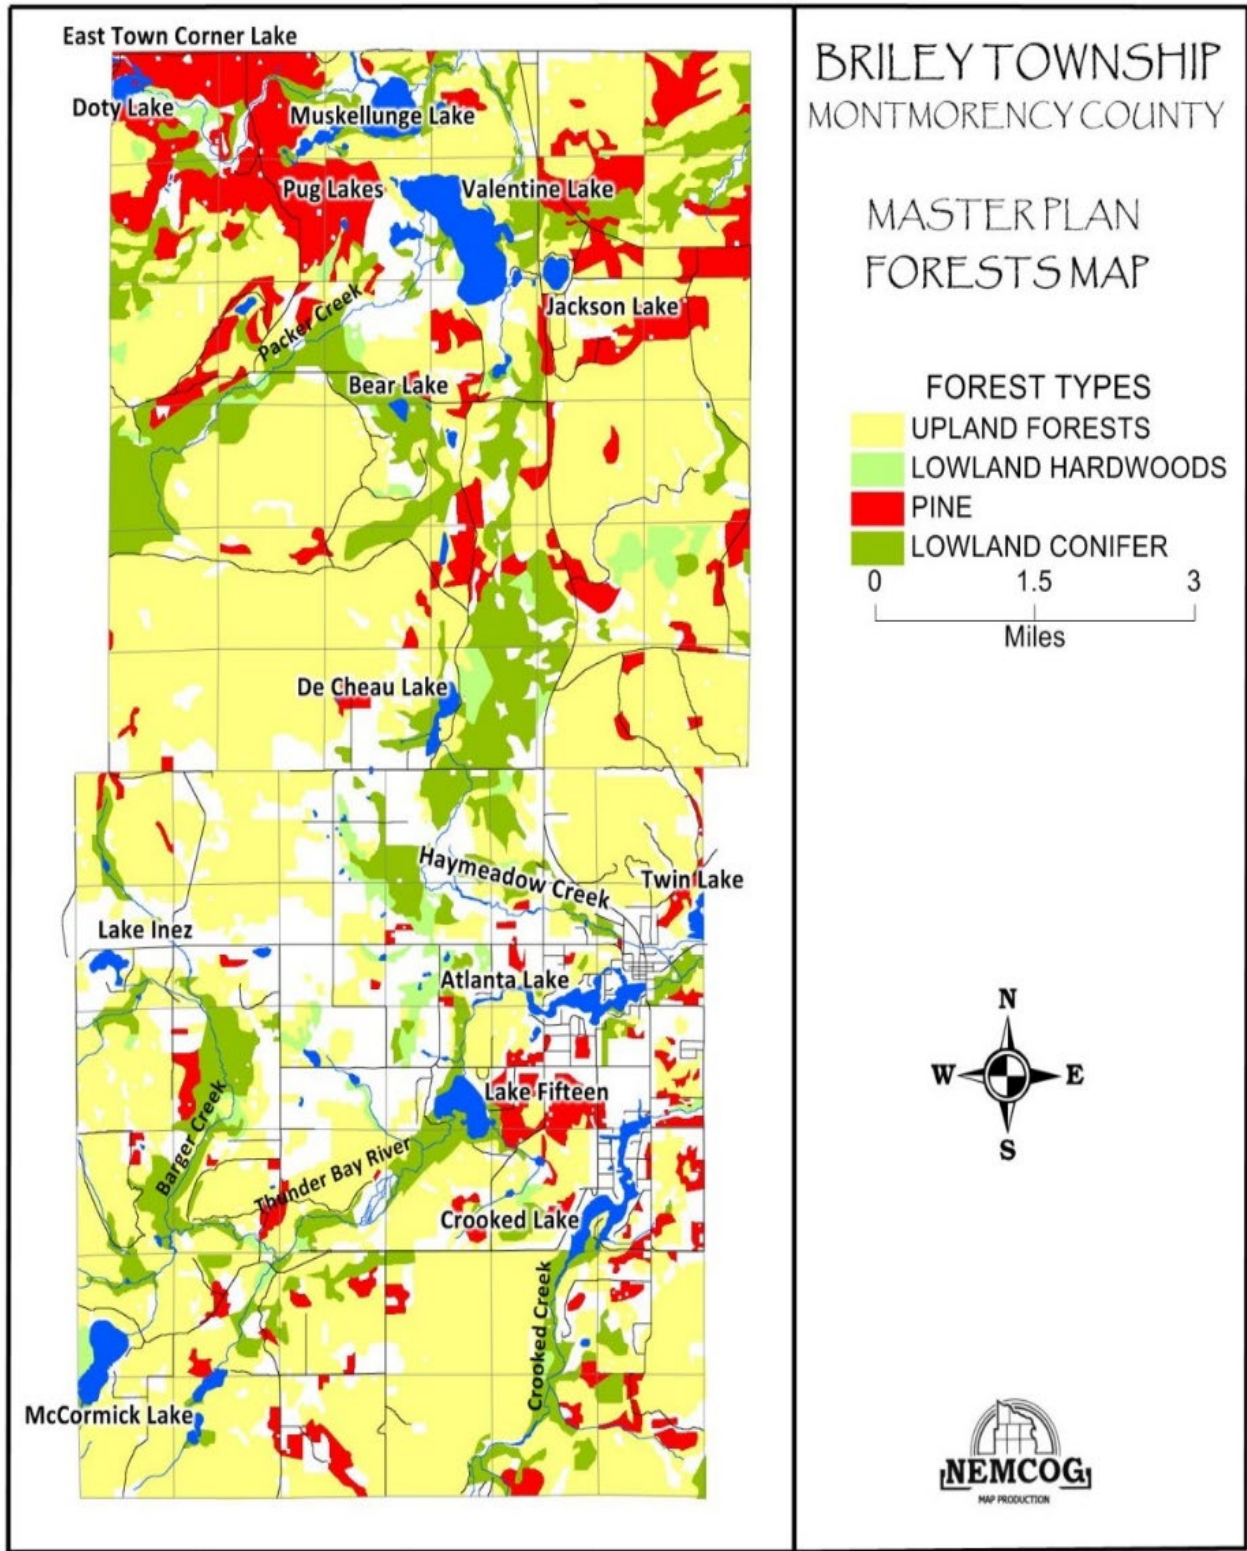 East Town Corner Lake
Doty Lake
Muskellunge Lake
Pug Lakes
Valentine Lake
Jackson Lake
Packer Creek
Bear Lake
De Cheau Lake
Haymeadow Creek
Twin Lake
Lake Inez
Atlanta Lake
Lake Fifteen
Barger Creek
Thunder Bay River
Crooked Lake
Crooked Creek
McCormick Lake
BRILEY TOWNSHIP
MONTMORENCY COUNTY
MASTER PLAN
FORESTS MAP
FOREST TYPES
UPLAND FORESTS
LOWLAND HARDWOODS
PINE
LOWLAND CONIFER
0 1.5 3
Miles
N
W E
S
NEMCOG
MAP PRODUCTION